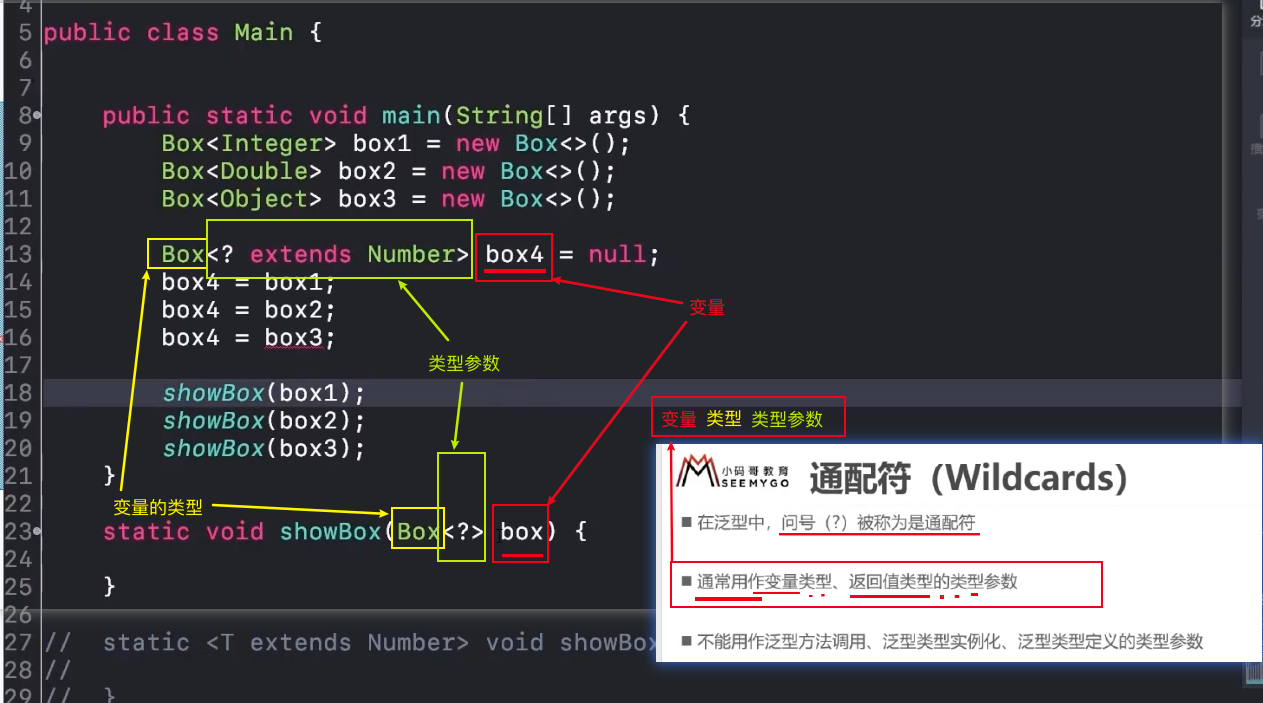 4
5 public class Main {
6
7
8 public static void main(String[] args) {
9 Box<Integer> box1 = new Box<>();
10 Box<Double> box2 = new Box<>();
11 Box<Object> box3 = new Box<>();
12
13 Box<? extends Number> box4 = null;
14 box4 = box1;
15 box4 = box2;
16 box4 = box3;
17
18 showBox(box1);
19 showBox(box2);
20 showBox(box3);
21 }
22
23 static void showBox(Box<?> box) {
24
25 }
26
27 // static <T extends Number> void showBox
28 //
29 // }
变量
类型参数
变量的类型
变量 类型 类型参数
小码哥教育
SEEMYGO
通配符（Wildcards）
■ 在泛型中，问号（?）被称为是通配符
■ 通常用作变量类型、返回值类型的类型参数
■ 不能用作泛型方法调用、泛型类型实例化、泛型类型定义的类型参数
分